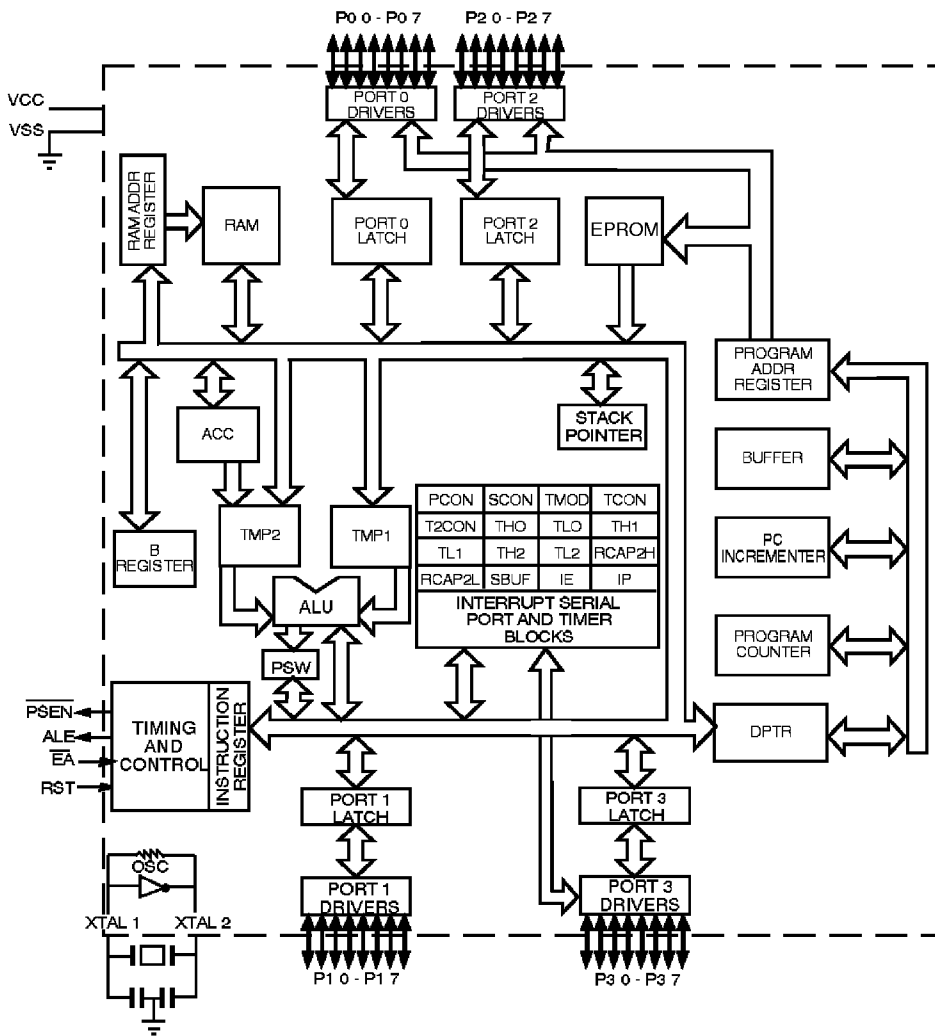 P0 0 - P0 7
P2 0 - P2 7
VCC
VSS
PORT 0
DRIVERS
PORT 2
DRIVERS
RAM ADDR
REGISTER
RAM
PORT 0
LATCH
PORT 2
LATCH
EPROM
PROGRAM
ADDR
REGISTER
STACK
POINTER
ACC
BUFFER
TMP2
TMP1
B
REGISTER
ALU
PSW
PCON SCON TMOD TCON
T2CON THO TLO TH1
TL1 TH2 TL2 RCAP2H
RCAP2L SBUF IE IP
INTERRUPT SERIAL
PORT AND TIMER
BLOCKS
PC
INCREMENTER
PROGRAM
COUNTER
DPTR
PSEN
ALE
EA
RST
TIMING
AND
CONTROL
INSTRUCTION
REGISTER
PORT 1
LATCH
PORT 3
LATCH
OSC
XTAL 1
XTAL 2
PORT 1
DRIVERS
PORT 3
DRIVERS
P1 0 - P1 7
P3 0 - P3 7